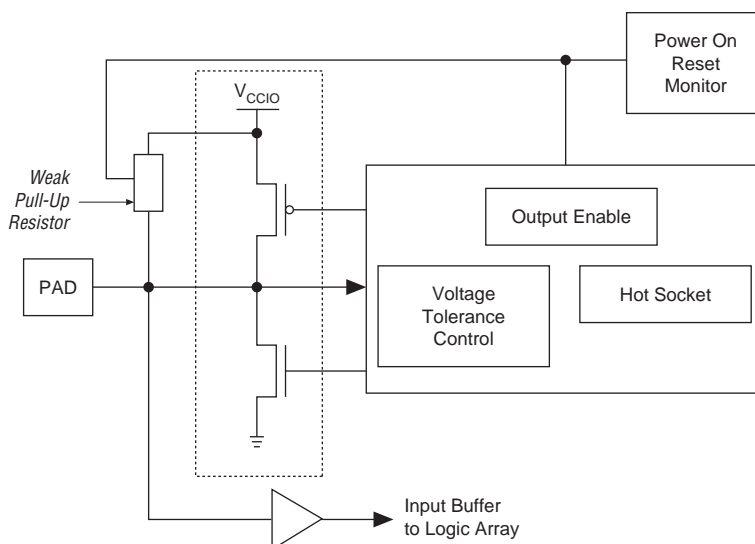 Power On
Reset
Monitor
VCCIO
Weak
Pull-Up
Resistor
Output Enable
PAD
Voltage
Tolerance
Control
Hot Socket
Input Buffer
to Logic Array